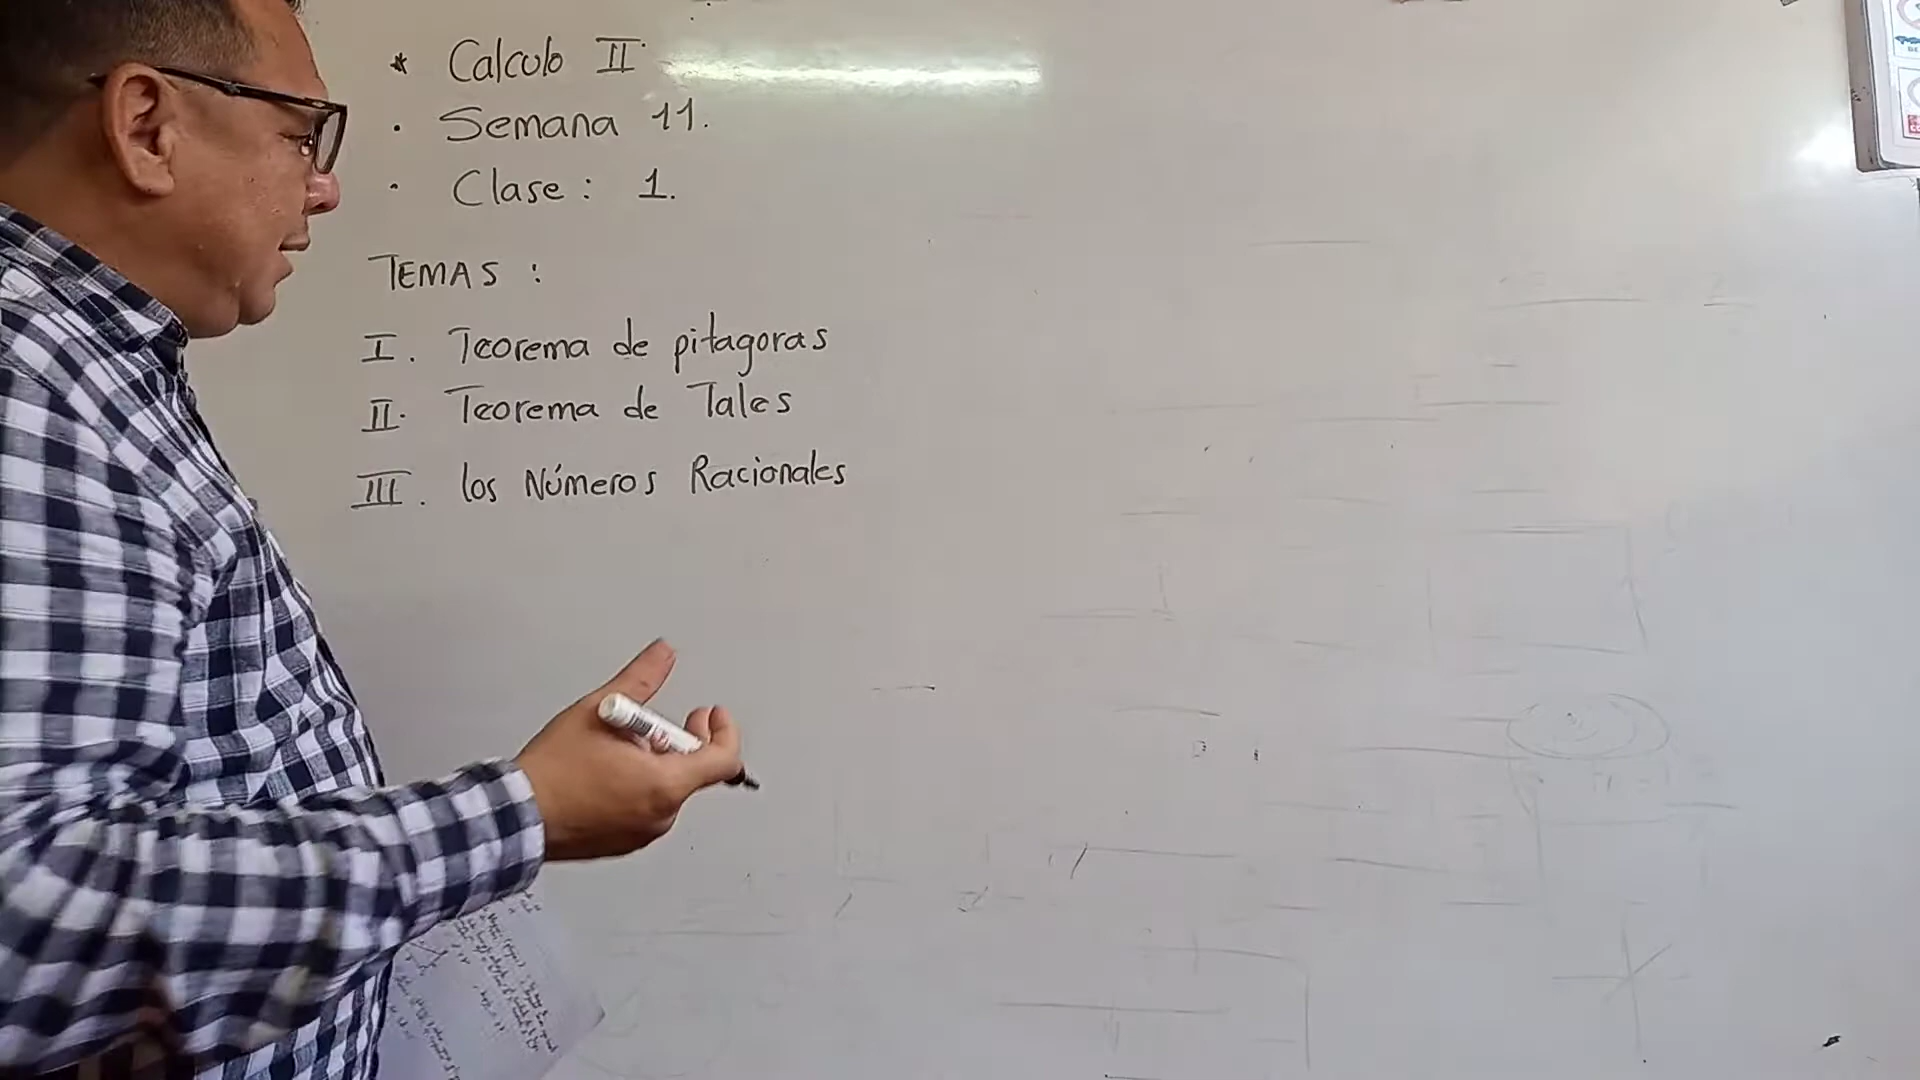 * Calculo II
· Semana 11.
· Clase: 1.
TEMAS:
I. Teorema de pitagoras
II. Teorema de Tales
III. los Números Racionales